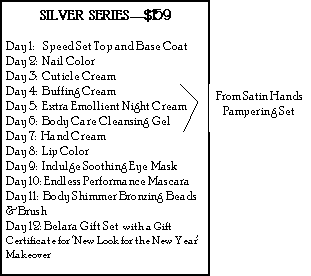 SILVER SERIES—$159
Day 1: Speed Set Top and Base Coat
Day 2: Nail Color
Day 3: Cuticle Cream
Day 4: Buffing Cream
Day 5: Extra Emollient Night Cream
Day 6: Body Care Cleansing Gel
From Satin Hands
Pampering Set
Day 7: Hand Cream
Day 8: Lip Color
Day 9: Indulge Soothing Eye Mask
Day 10: Endless Performance Mascara
Day 11: Body Shimmer Bronzing Beads
& Brush
Day 12: Belara Gift Set with a Gift
Certificate for 'New Look for the New Year'
Makeover